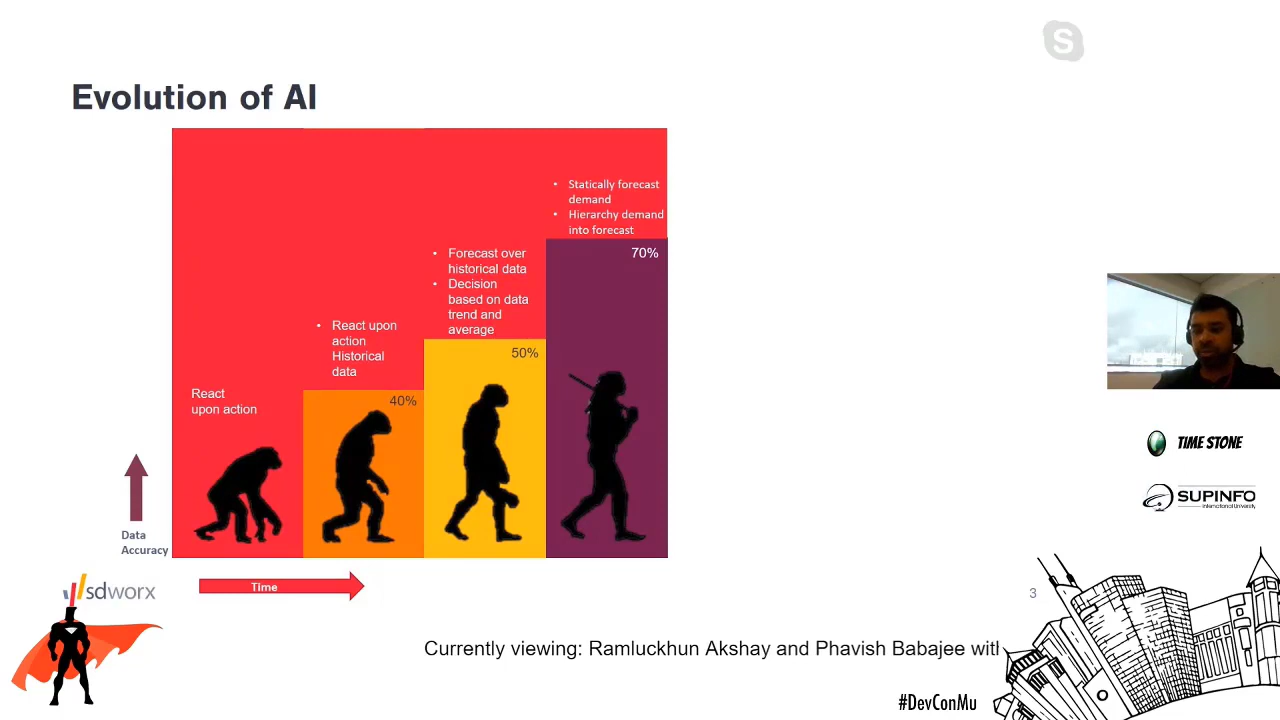 S
Evolution of AI
• Statically forecast
demand
• Hierarchy demand
into forecast
70%
• Forecast over
historical data
• Decision
based on data
trend and
average
50%
• React upon
action
Historical
data
40%
React
upon action
Data
Accuracy
Time
sdworx
TIME STONE
SUPINFO
International University
3
Currently viewing: Ramluckhun Akshay and Phavish Babajee witl
#DevConMu